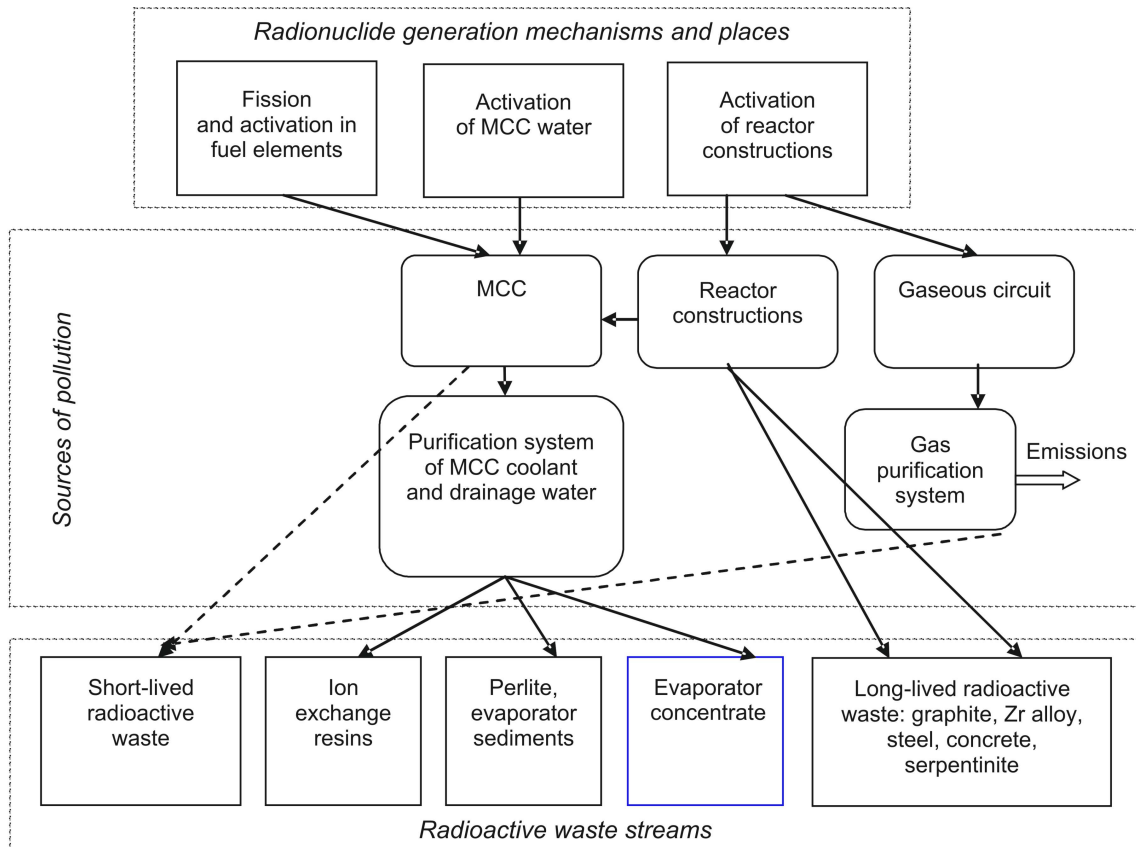 Radionuclide generation mechanisms and places
Fission
and activation in
fuel elements
Activation
of MCC water
Activation
of reactor
constructions
Sources of pollution
MCC
Reactor
constructions
Gaseous circuit
Purification system
of MCC coolant
and drainage water
Gas
purification
system
Emissions
Short-lived
radioactive
waste
Ion
exchange
resins
Perlite,
evaporator
sediments
Evaporator
concentrate
Long-lived radioactive
waste: graphite, Zr alloy,
steel, concrete,
serpentinite
Radioactive waste streams